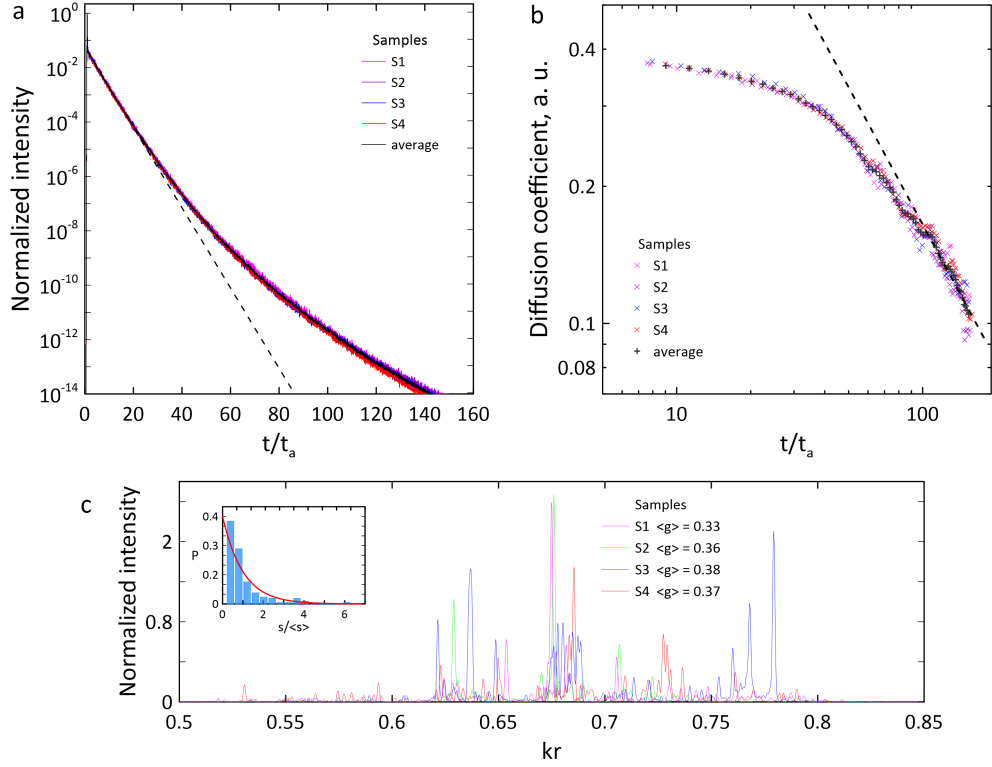 a
Normalized intensity
10^0
10^-2
10^-4
10^-6
10^-8
10^-10
10^-12
10^-14
0 20 40 60 80 100 120 140 160
t/t_a
Samples
S1
S2
S3
S4
average
b
Diffusion coefficient, a. u.
0.4
0.2
0.1
0.08
10 100
t/t_a
Samples
S1
S2
S3
S4
average
c
Normalized intensity
2
0.8
0
0.5 0.55 0.6 0.65 0.7 0.75 0.8 0.85
kr
P
0.4
0.3
0.2
0
0 2 4 6
s/<s>
Samples
S1 <g> = 0.33
S2 <g> = 0.36
S3 <g> = 0.38
S4 <g> = 0.37